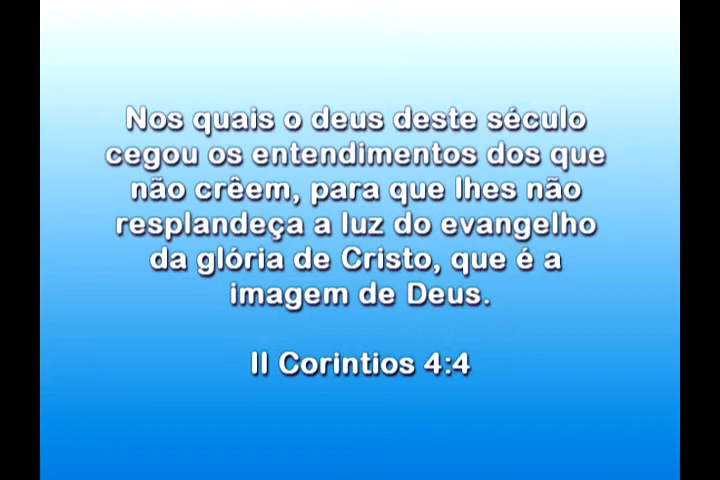 Nos quais o deus deste século
cegou os entendimentos dos que
não crêem, para que lhes não
resplandeça a luz do evangelho
da glória de Cristo, que é a
imagem de Deus.
II Corintios 4:4